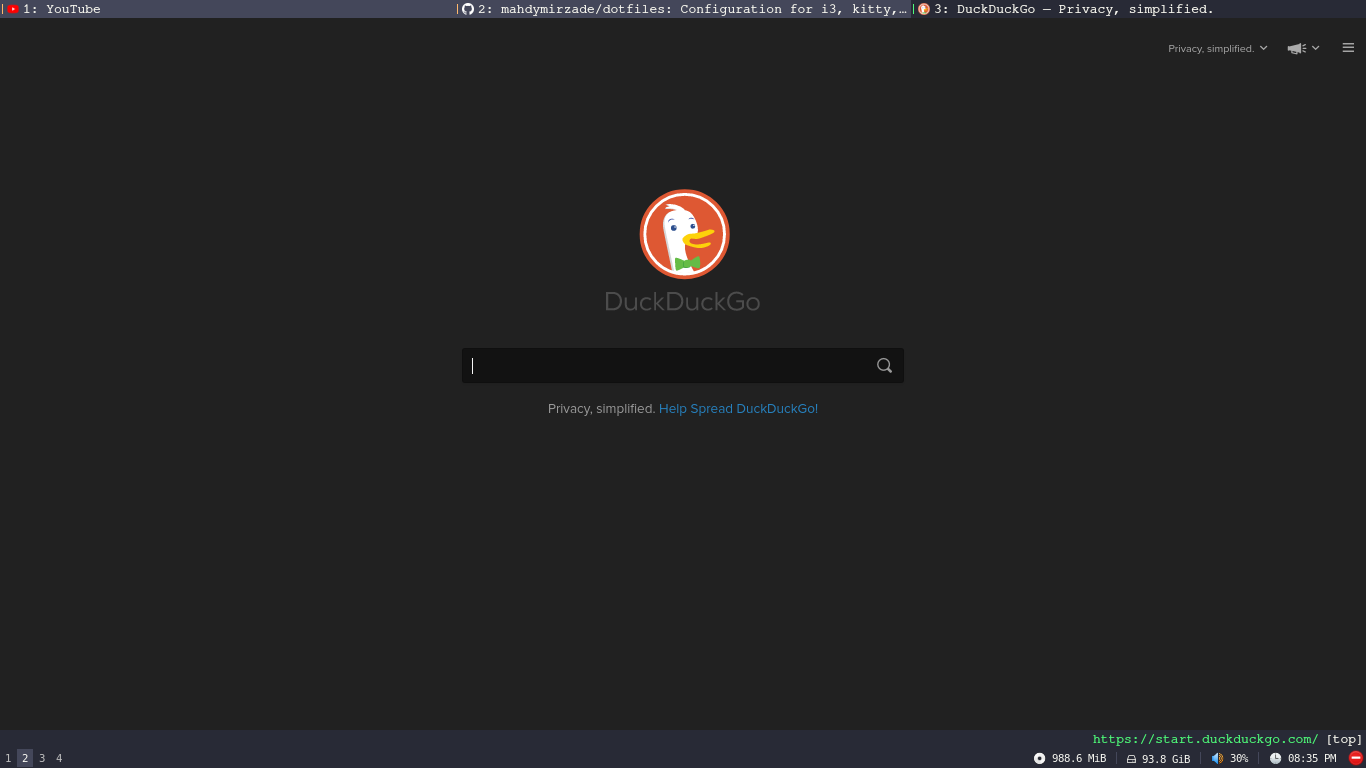 1: YouTube
2: mahdymirzade/dotfiles: Configuration for i3, kitty,…
3: DuckDuckGo — Privacy, simplified.
Privacy, simplified.
DuckDuckGo
Privacy, simplified. Help Spread DuckDuckGo!
https://start.duckduckgo.com/ [top]
1 2 3 4
988.6 MiB 93.8 GiB 30% 08:35 PM